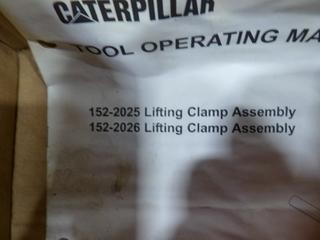 CATERPILLAR
TOOL OPERATING MA
152-2025 Lifting Clamp Assembly
152-2026 Lifting Clamp Assembly